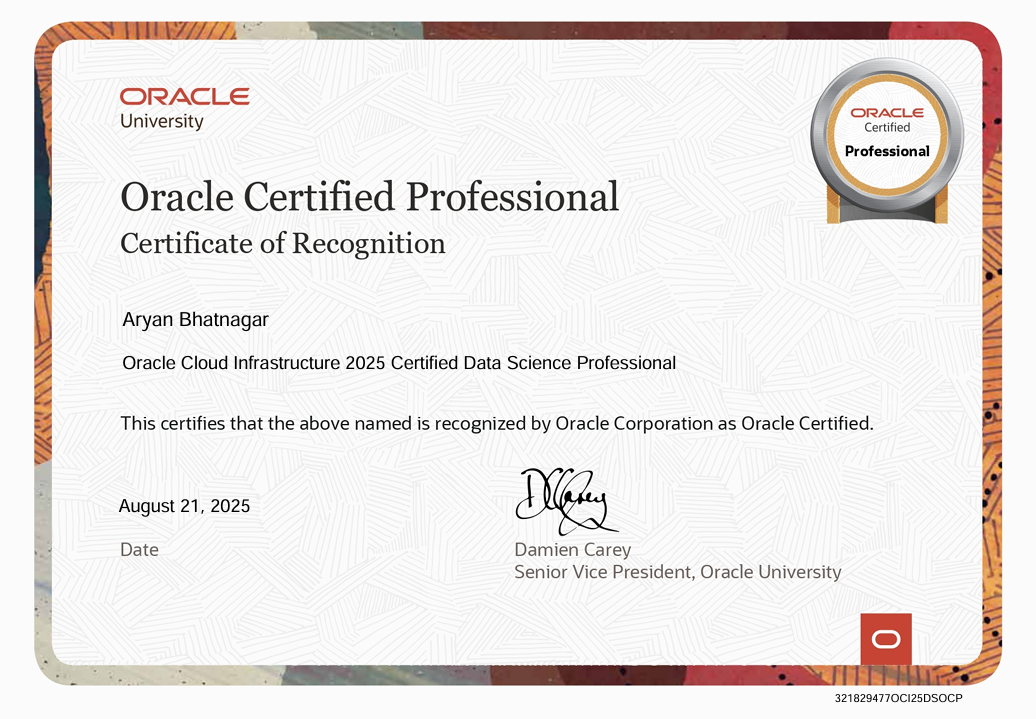 ORACLE
University
ORACLE
Certified
Professional
Oracle Certified Professional
Certificate of Recognition
Aryan Bhatnagar
Oracle Cloud Infrastructure 2025 Certified Data Science Professional
This certifies that the above named is recognized by Oracle Corporation as Oracle Certified.
August 21, 2025
Date
DCarey
Damien Carey
Senior Vice President, Oracle University
321829477OCI25DSOCP